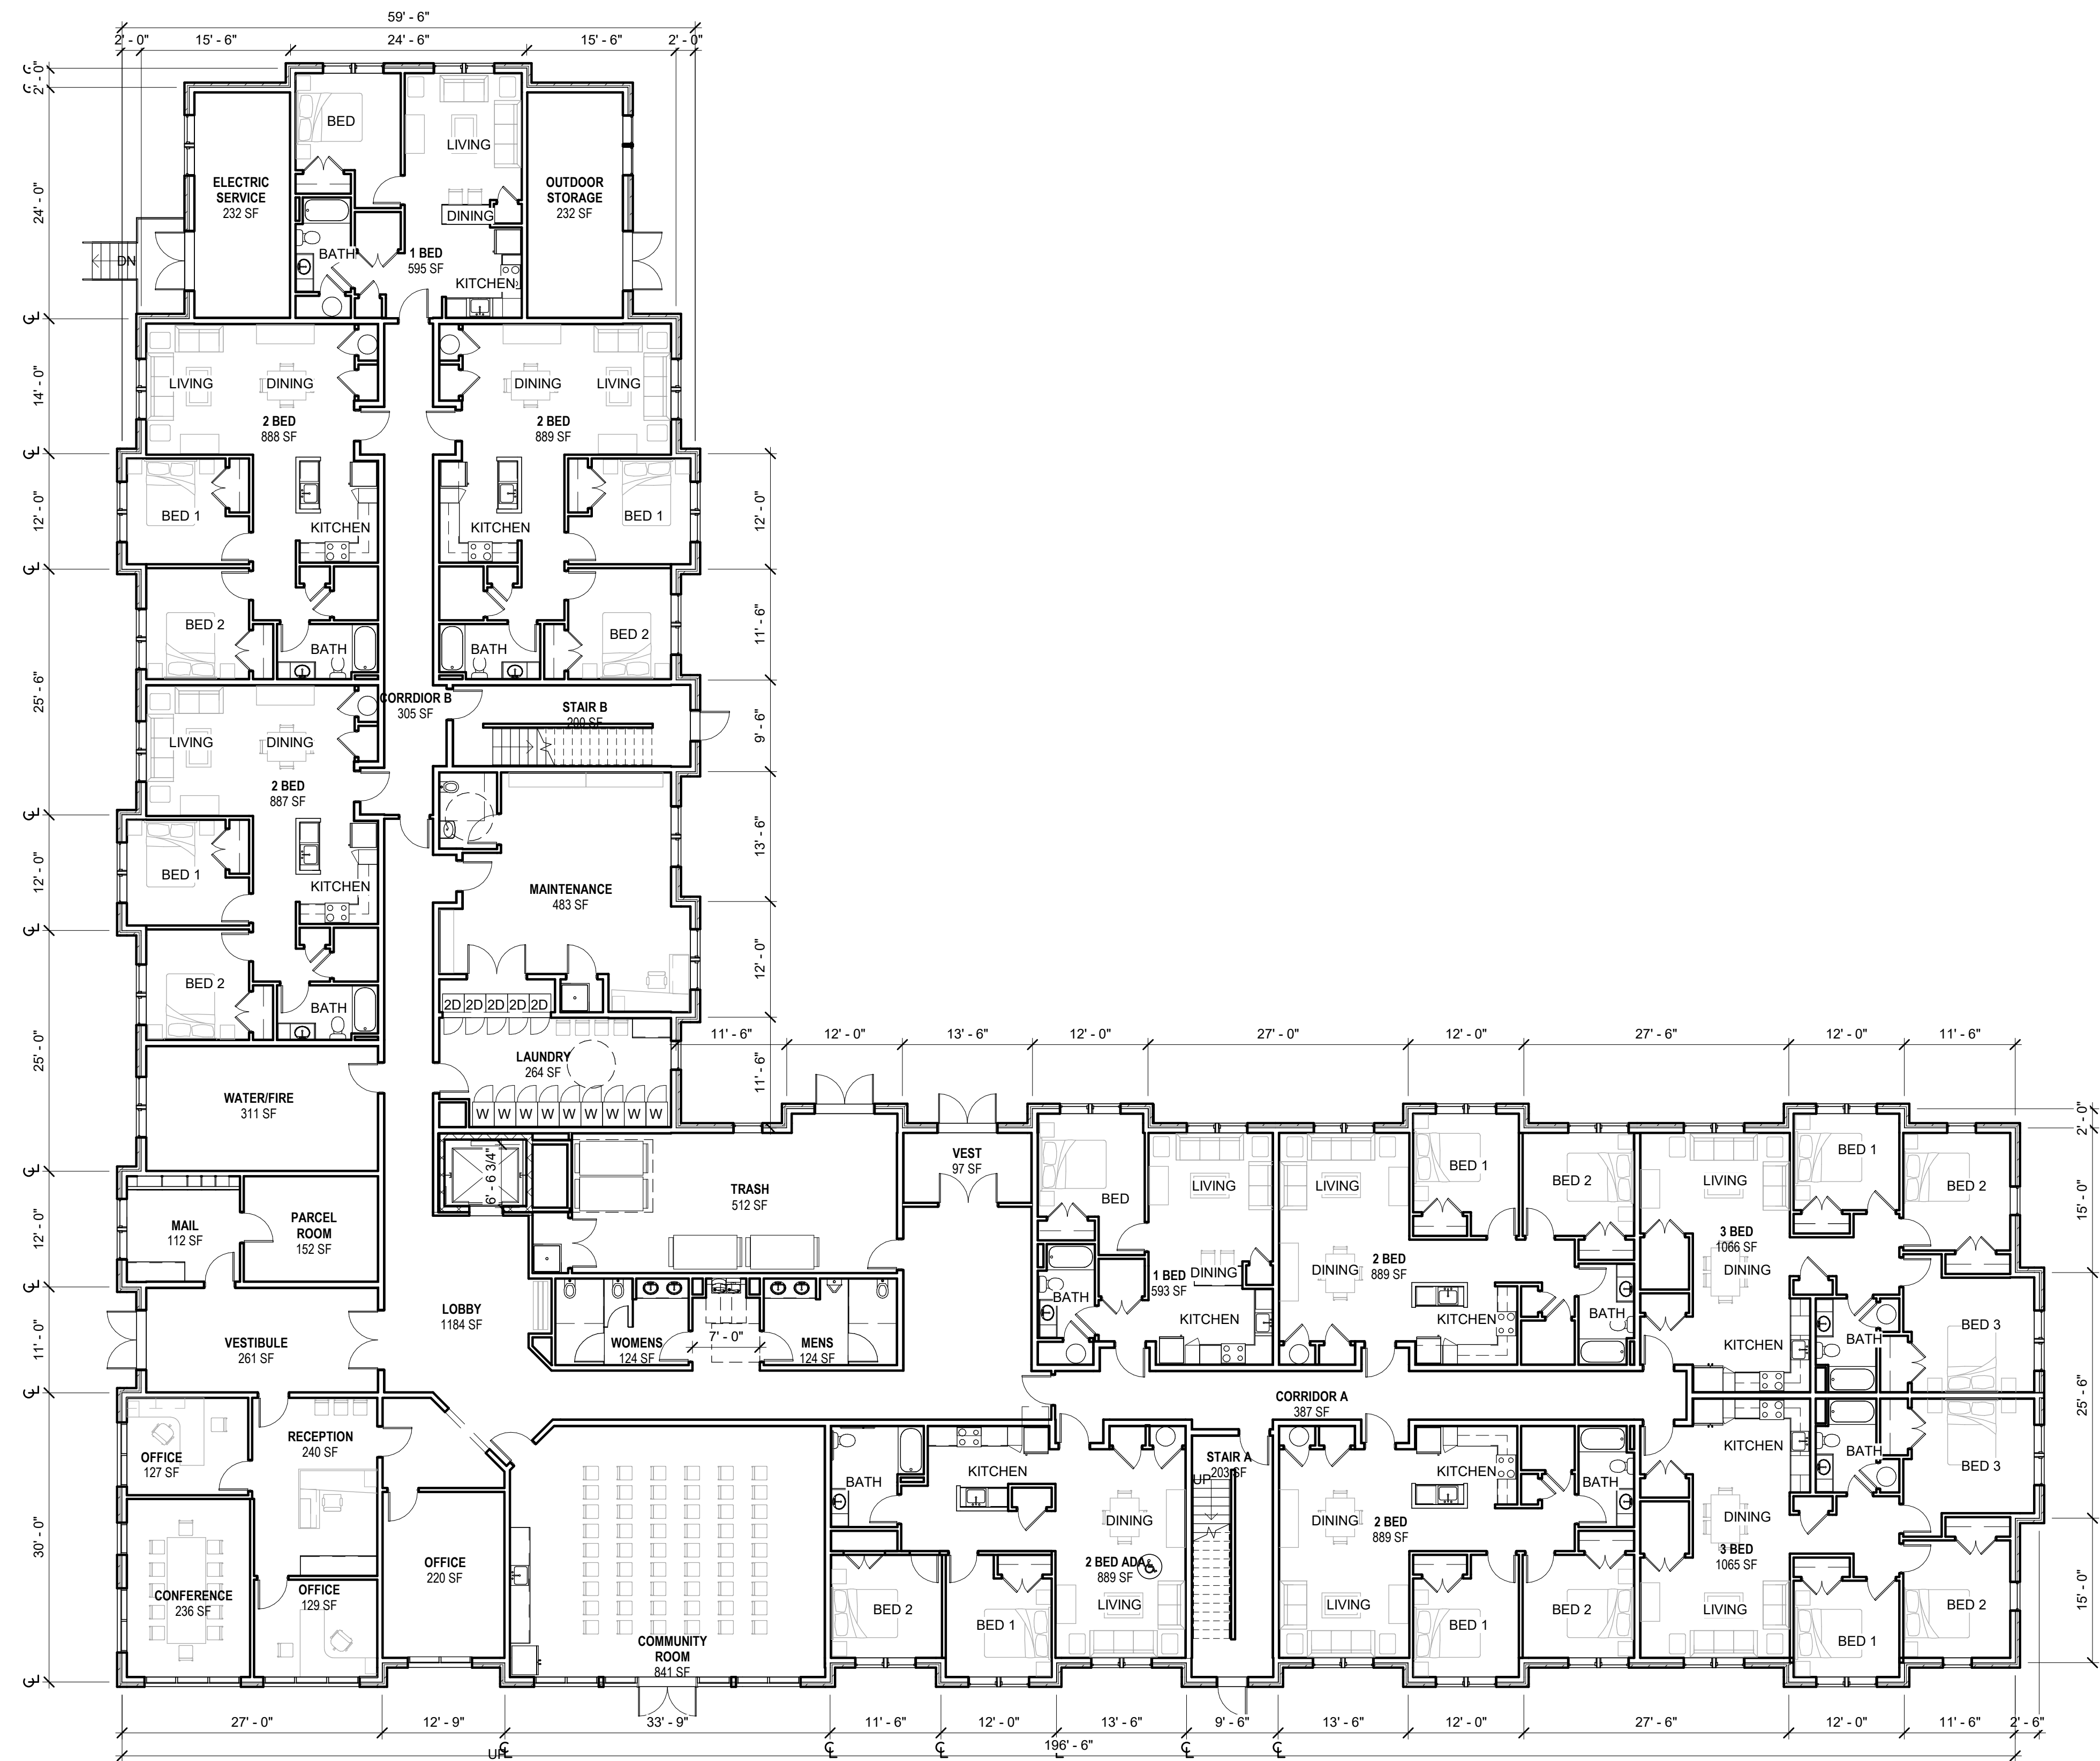 59' - 6"
2' - 0"
15' - 6"
24' - 6"
15' - 6"
2' - 0"
2' - 0"
24' - 0"
14' - 0"
12' - 0"
25' - 6"
12' - 0"
25' - 0"
12' - 0"
11' - 0"
30' - 0"
BED
LIVING
ELECTRIC
SERVICE
232 SF
OUTDOOR
STORAGE
232 SF
DINING
DN
BATH
1 BED
595 SF
KITCHEN
LIVING
DINING
DINING
LIVING
2 BED
888 SF
2 BED
889 SF
BED 1
KITCHEN
KITCHEN
BED 1
BED 2
BATH
BATH
BED 2
12' - 0"
11' - 6"
9' - 6"
13' - 6"
12' - 0"
11' - 6"
CORRDIOR B
305 SF
STAIR B
200 SF
LIVING
DINING
2 BED
887 SF
BED 1
KITCHEN
MAINTENANCE
483 SF
BED 2
BATH
2D
2D
2D
2D
2D
LAUNDRY
264 SF
W
W
W
W
W
W
W
W
W
WATER/FIRE
311 SF
11' - 6"
12' - 0"
13' - 6"
12' - 0"
27' - 0"
12' - 0"
27' - 6"
12' - 0"
11' - 6"
2' - 0"
15' - 0"
25' - 6"
15' - 0"
6' - 6 3/4"
TRASH
512 SF
VEST
97 SF
MAIL
112 SF
PARCEL
ROOM
152 SF
BED
LIVING
LIVING
BED 1
BED 2
LIVING
BED 1
BED 2
1 BED
593 SF
DINING
DINING
2 BED
889 SF
3 BED
1066 SF
DINING
BATH
KITCHEN
KITCHEN
BATH
KITCHEN
BATH
BED 3
LOBBY
1184 SF
WOMENS
124 SF
7' - 0"
MENS
124 SF
VESTIBULE
261 SF
CORRIDOR A
387 SF
OFFICE
127 SF
RECEPTION
240 SF
BATH
KITCHEN
STAIR A
203 SF
UP
KITCHEN
BATH
KITCHEN
BATH
BED 3
DINING
DINING
2 BED
889 SF
DINING
3 BED
1065 SF
OFFICE
220 SF
2 BED ADA
889 SF
CONFERENCE
236 SF
OFFICE
129 SF
BED 2
BED 1
LIVING
LIVING
BED 1
BED 2
LIVING
BED 1
BED 2
COMMUNITY
ROOM
841 SF
27' - 0"
12' - 9"
33' - 9"
11' - 6"
12' - 0"
13' - 6"
9' - 6"
13' - 6"
12' - 0"
27' - 6"
12' - 0"
11' - 6"
2' - 6"
UP
196' - 6"